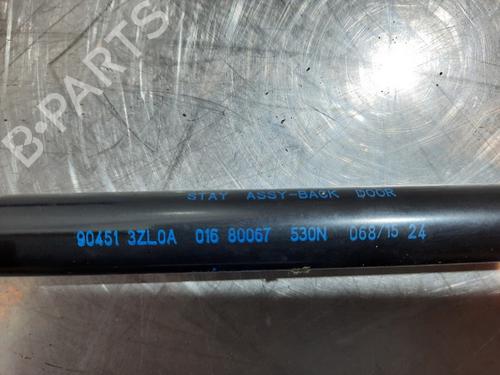 B-PARTS
STAY ASSY-BACK DOOR
90451 3ZL0A 016 80067 530N 068/15 24